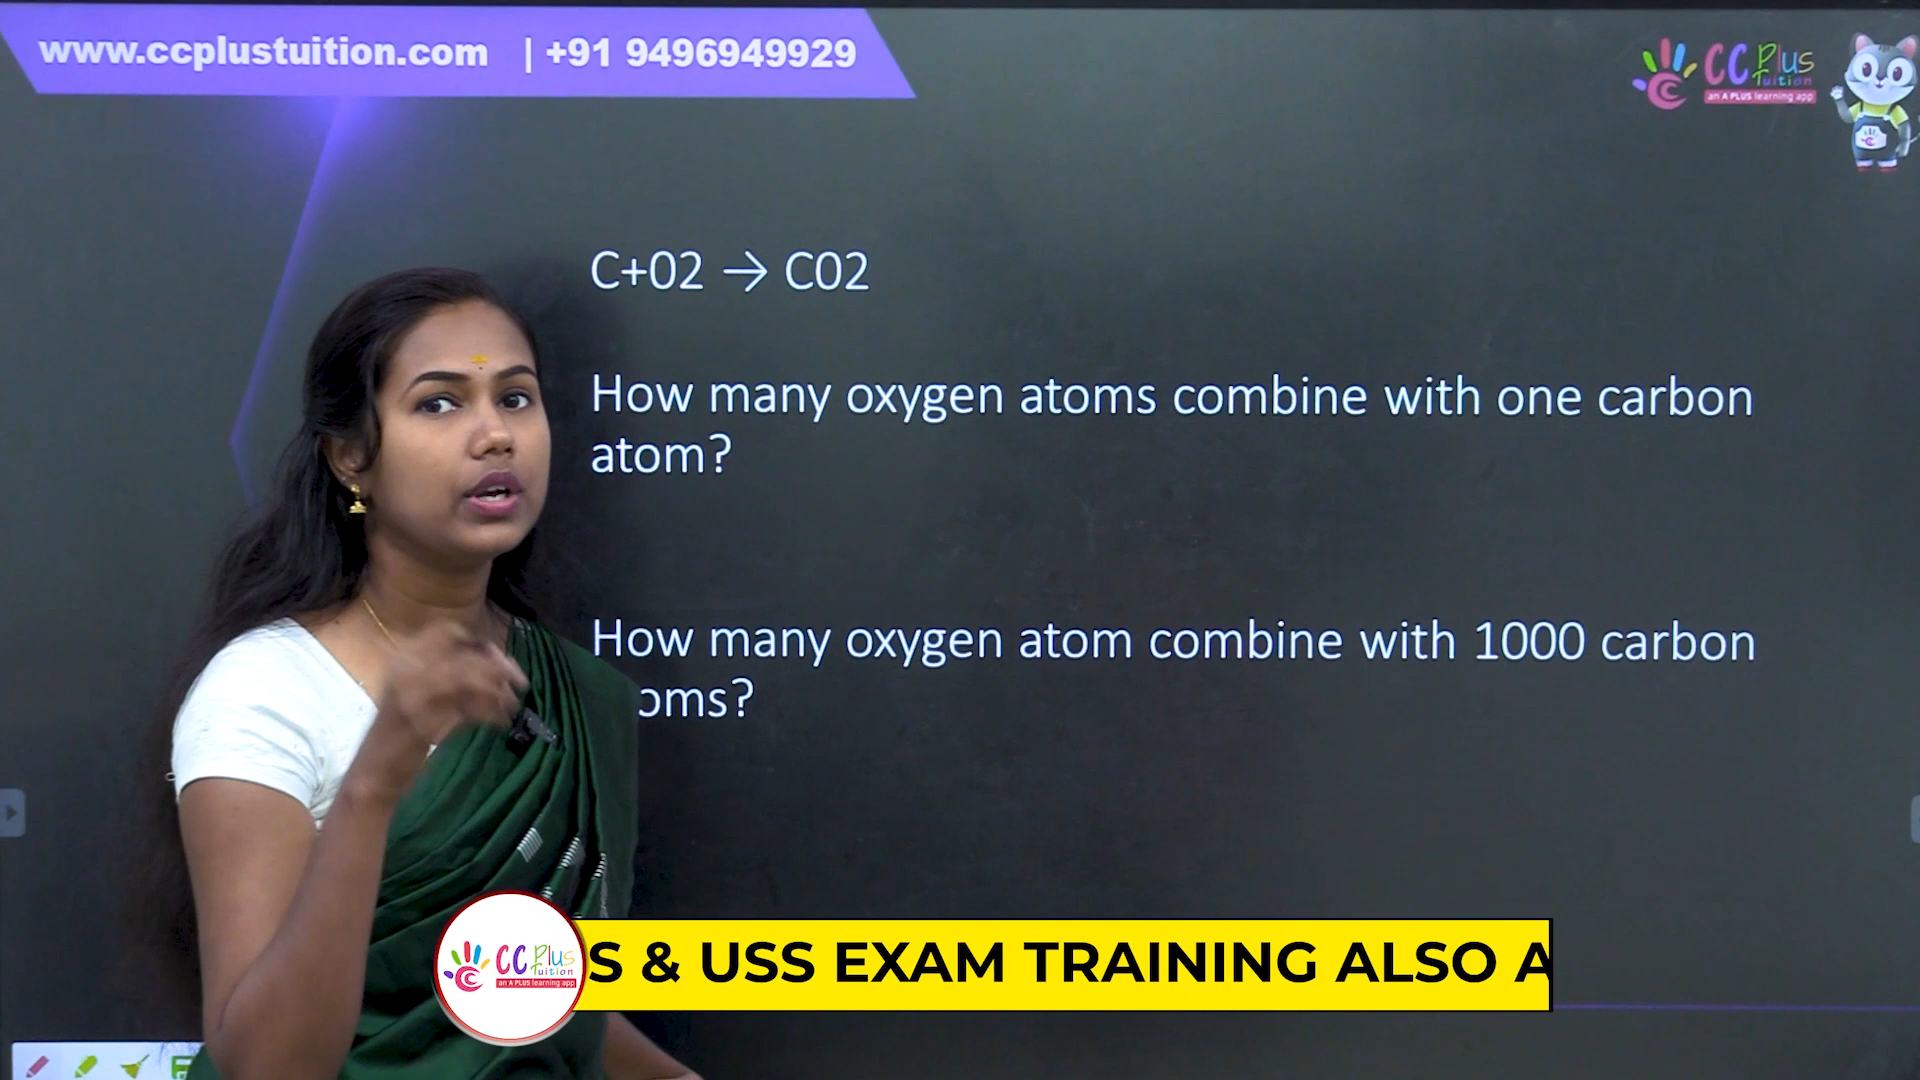 www.ccplustuition.com | +91 9496949929
CC Plus
Tuition
an A PLUS learning app
C+02 → C02
How many oxygen atoms combine with one carbon
atom?
How many oxygen atom combine with 1000 carbon
oms?
CC Plus
Tuition
an A PLUS learning app
S & USS EXAM TRAINING ALSO A